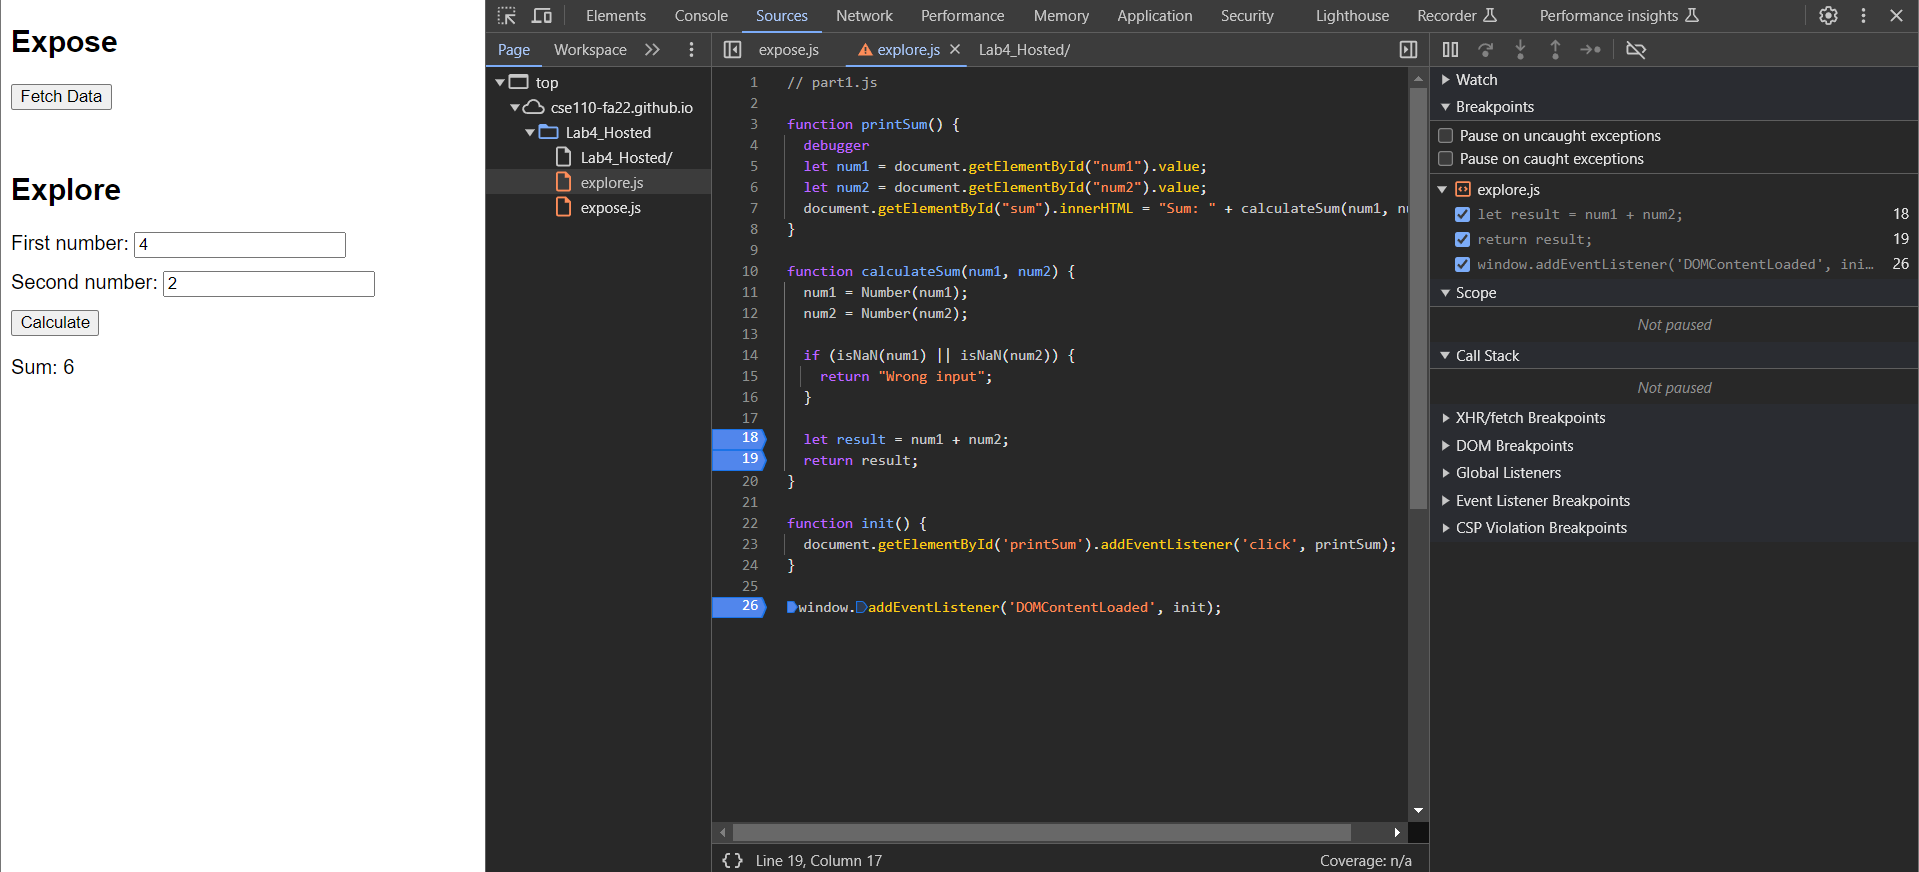 Expose
Fetch Data
Explore
First number: 4
Second number: 2
Calculate
Sum: 6
Elements Console Sources Network Performance Memory Application Security Lighthouse Recorder Performance insights
Page Workspace
top
cse110-fa22.github.io
Lab4_Hosted
Lab4_Hosted/
explore.js
expose.js
expose.js explore.js Lab4_Hosted/
1 // part1.js
2
3 function printSum() {
4 debugger
5 let num1 = document.getElementById("num1").value;
6 let num2 = document.getElementById("num2").value;
7 document.getElementById("sum").innerHTML = "Sum: " + calculateSum(num1, nu
8 }
9
10 function calculateSum(num1, num2) {
11 num1 = Number(num1);
12 num2 = Number(num2);
13
14 if (isNaN(num1) || isNaN(num2)) {
15 return "Wrong input";
16 }
17
18 let result = num1 + num2;
19 return result;
20 }
21
22 function init() {
23 document.getElementById('printSum').addEventListener('click', printSum);
24 }
25
26 window.addEventListener('DOMContentLoaded', init);
{ } Line 19, Column 17 Coverage: n/a
Watch
Breakpoints
Pause on uncaught exceptions
Pause on caught exceptions
explore.js
let result = num1 + num2; 18
return result; 19
window.addEventListener('DOMContentLoaded', ini… 26
Scope
Not paused
Call Stack
Not paused
XHR/fetch Breakpoints
DOM Breakpoints
Global Listeners
Event Listener Breakpoints
CSP Violation Breakpoints